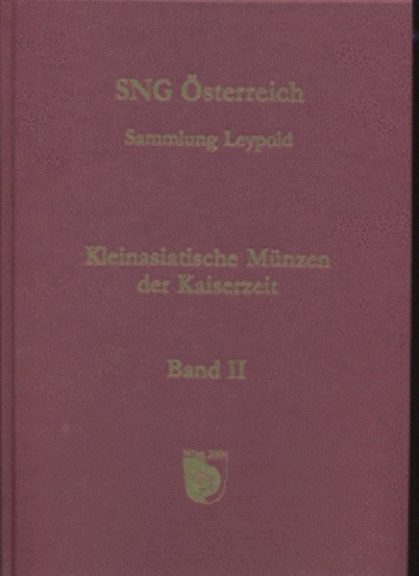 SNG Österreich
Sammlung Leypold
Kleinasiatische Münzen
der Kaiserzeit
Band II